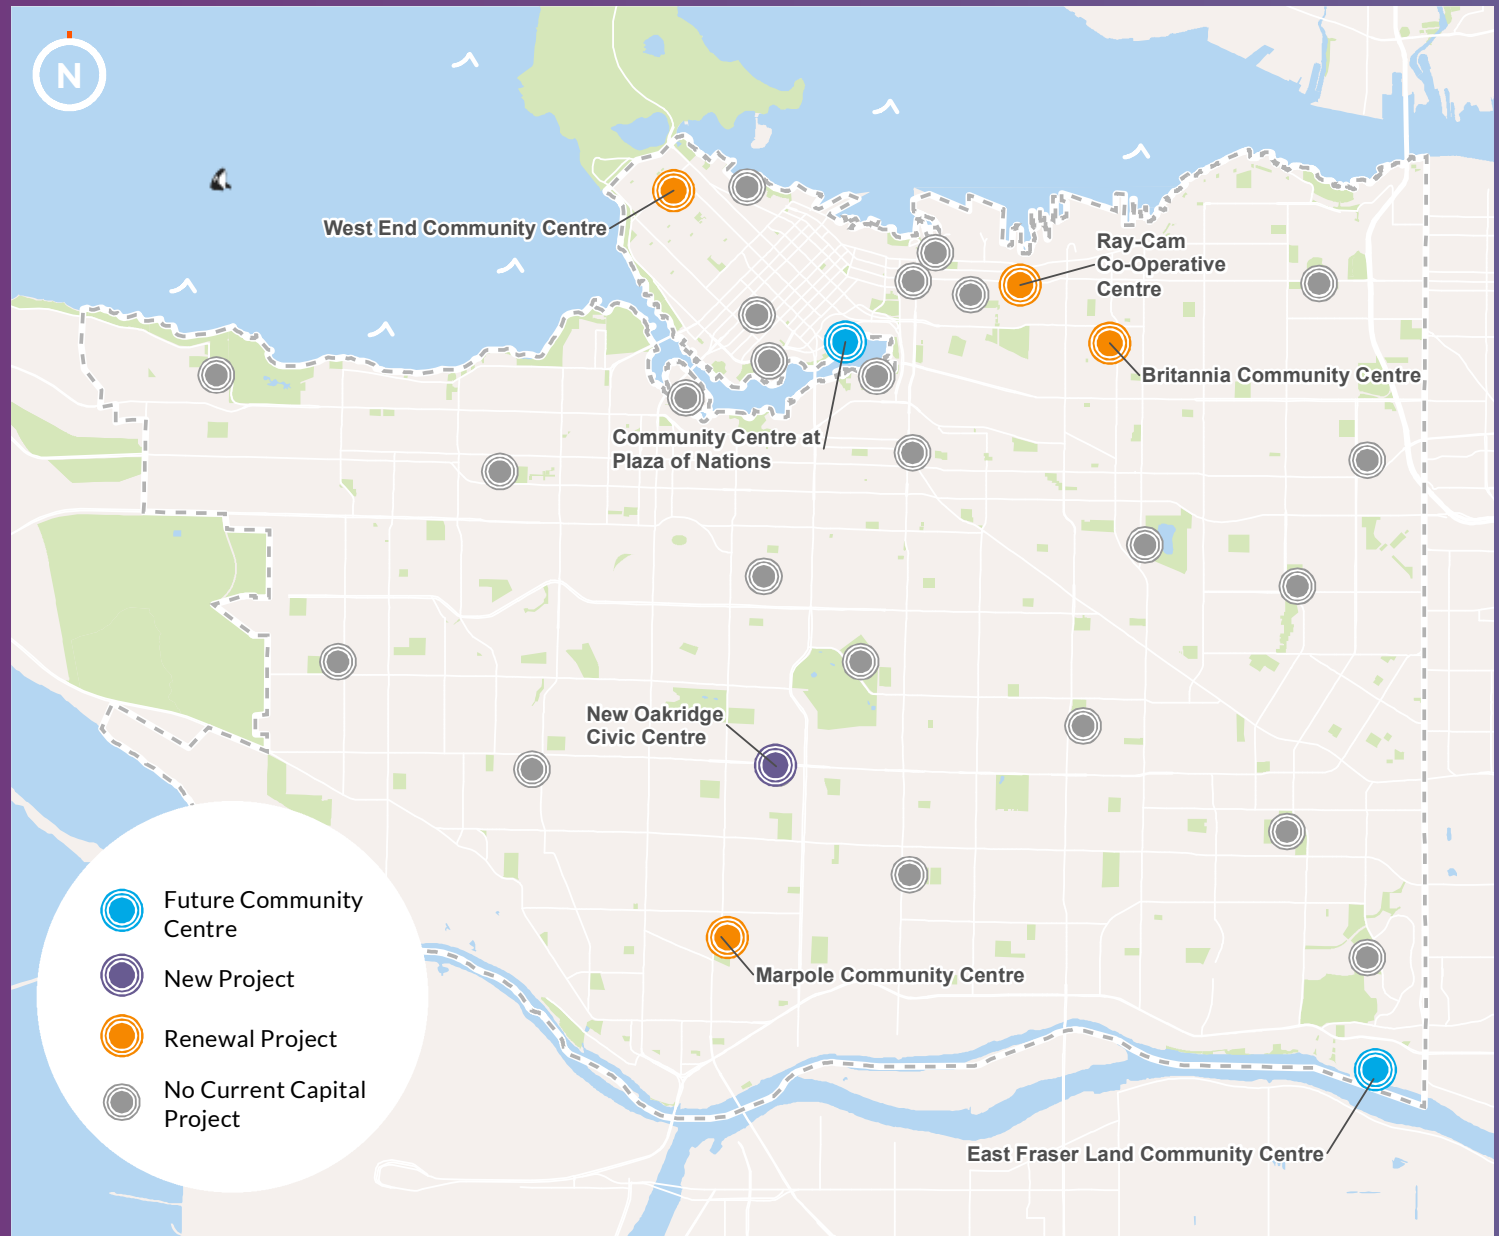 N
West End Community Centre
Ray-Cam
Co-Operative
Centre
Britannia Community Centre
Community Centre at
Plaza of Nations
New Oakridge
Civic Centre
Marpole Community Centre
East Fraser Land Community Centre
Future Community
Centre
New Project
Renewal Project
No Current Capital
Project